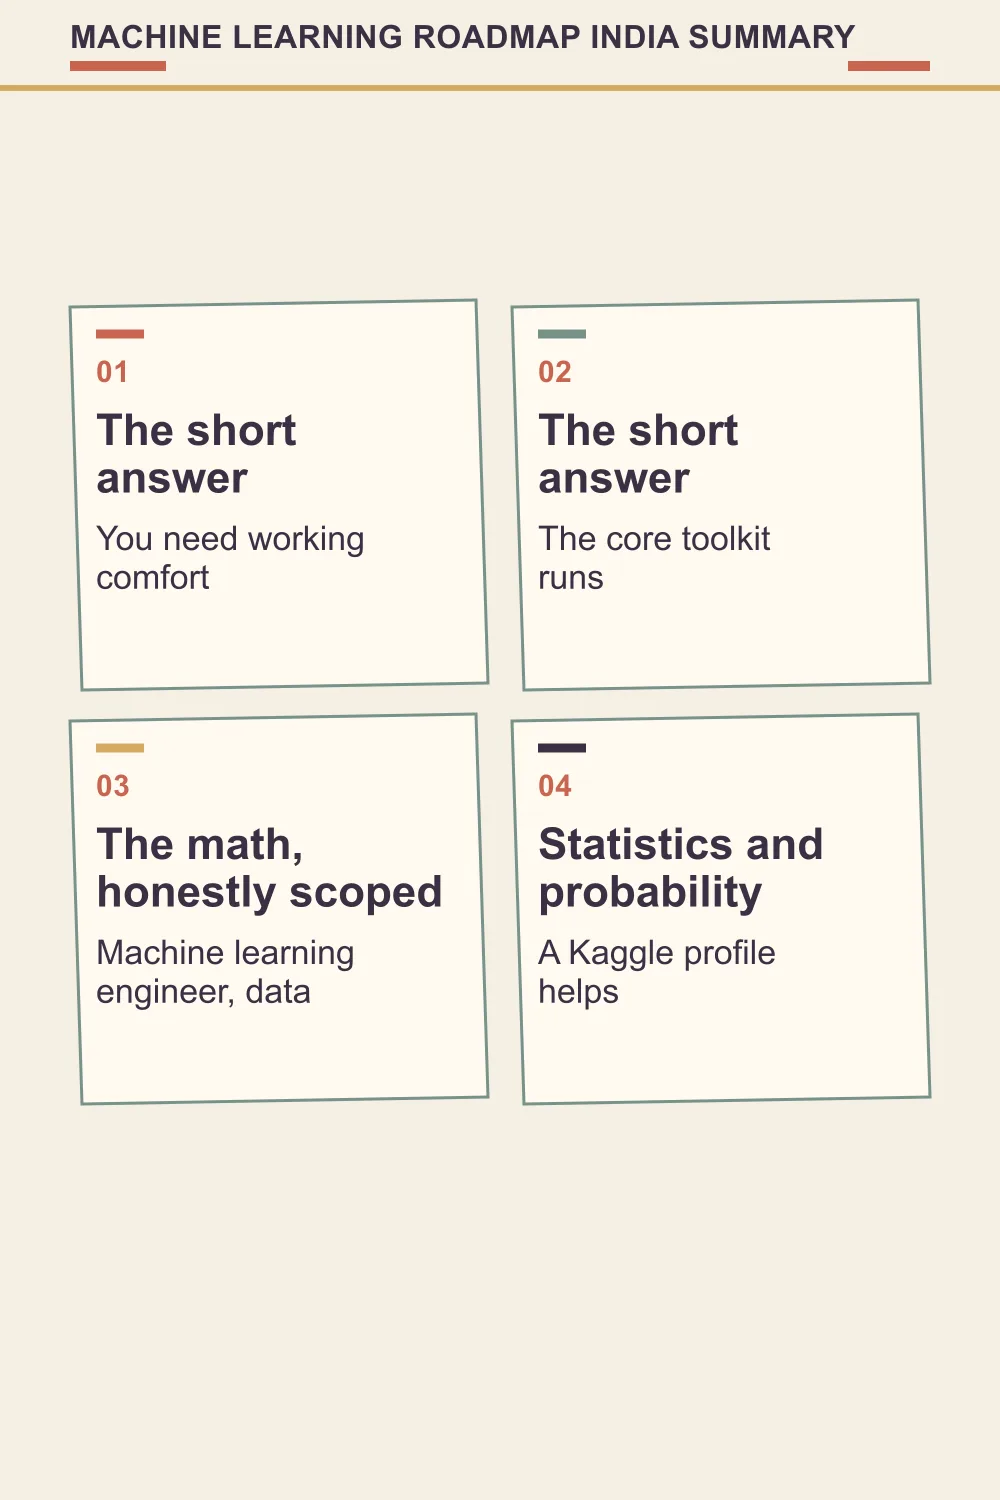 MACHINE LEARNING ROADMAP INDIA SUMMARY
01
The short
answer
You need working
comfort
02
The short
answer
The core toolkit
runs
03
The math,
honestly scoped
Machine learning
engineer, data
04
Statistics and
probability
A Kaggle profile
helps